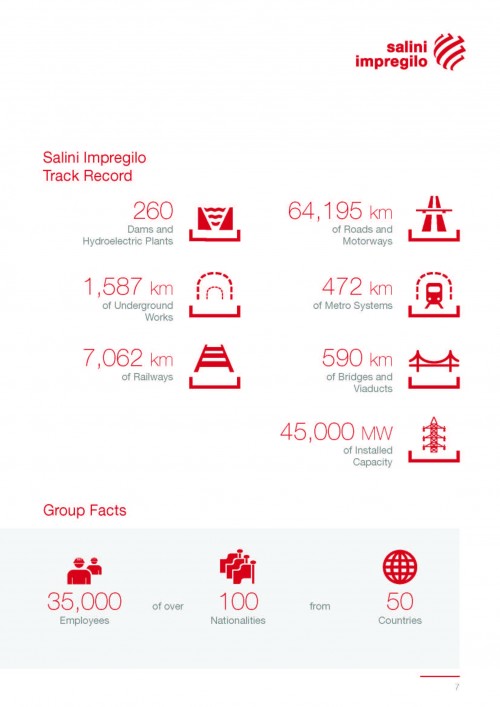 salini
impregilo
Salini Impregilo
Track Record
260
Dams and
Hydroelectric Plants
64,195 km
of Roads and
Motorways
1,587 km
of Underground
Works
472 km
of Metro Systems
7,062 km
of Railways
590 km
of Bridges and
Viaducts
45,000 MW
of Installed
Capacity
Group Facts
35,000 of over 100 from 50
Employees Nationalities Countries
7